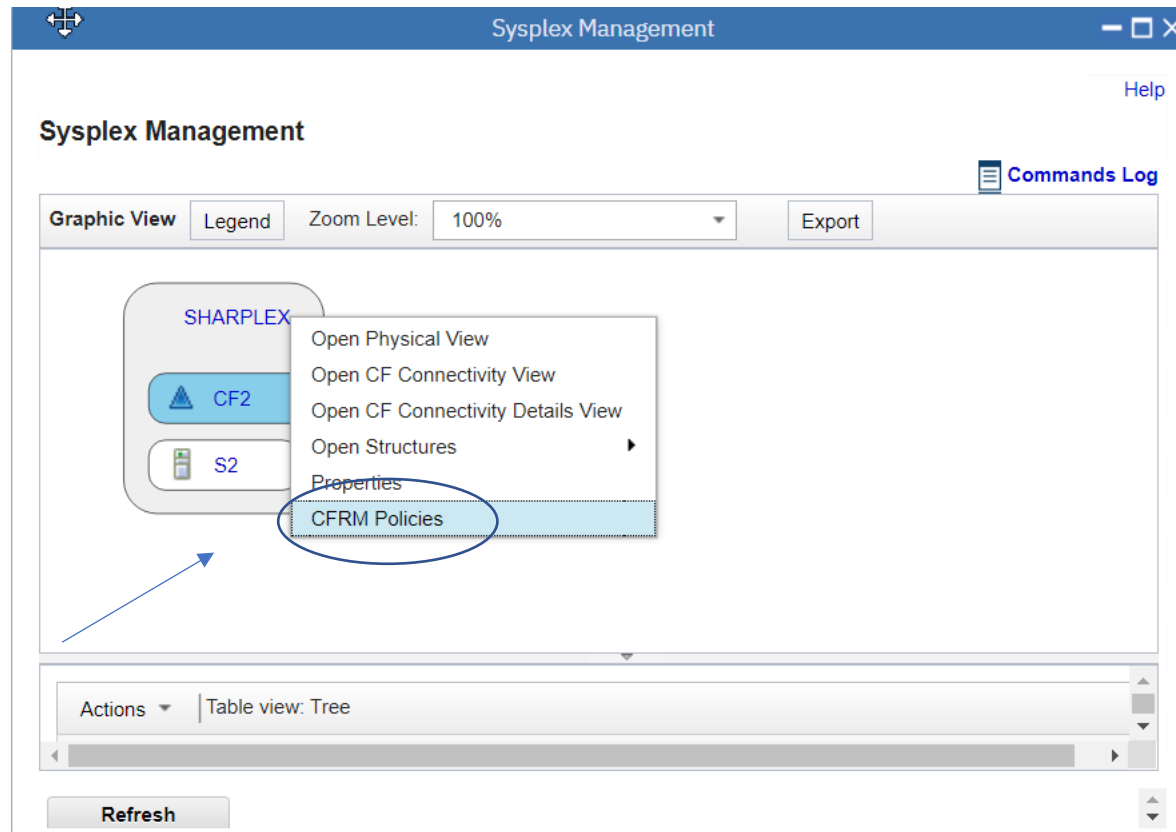 Sysplex Management
Help
Sysplex Management
Commands Log
Graphic View Legend Zoom Level: 100% Export
SHARPLEX
CF2
S2
Open Physical View
Open CF Connectivity View
Open CF Connectivity Details View
Open Structures
Properties
CFRM Policies
Actions Table view: Tree
Refresh